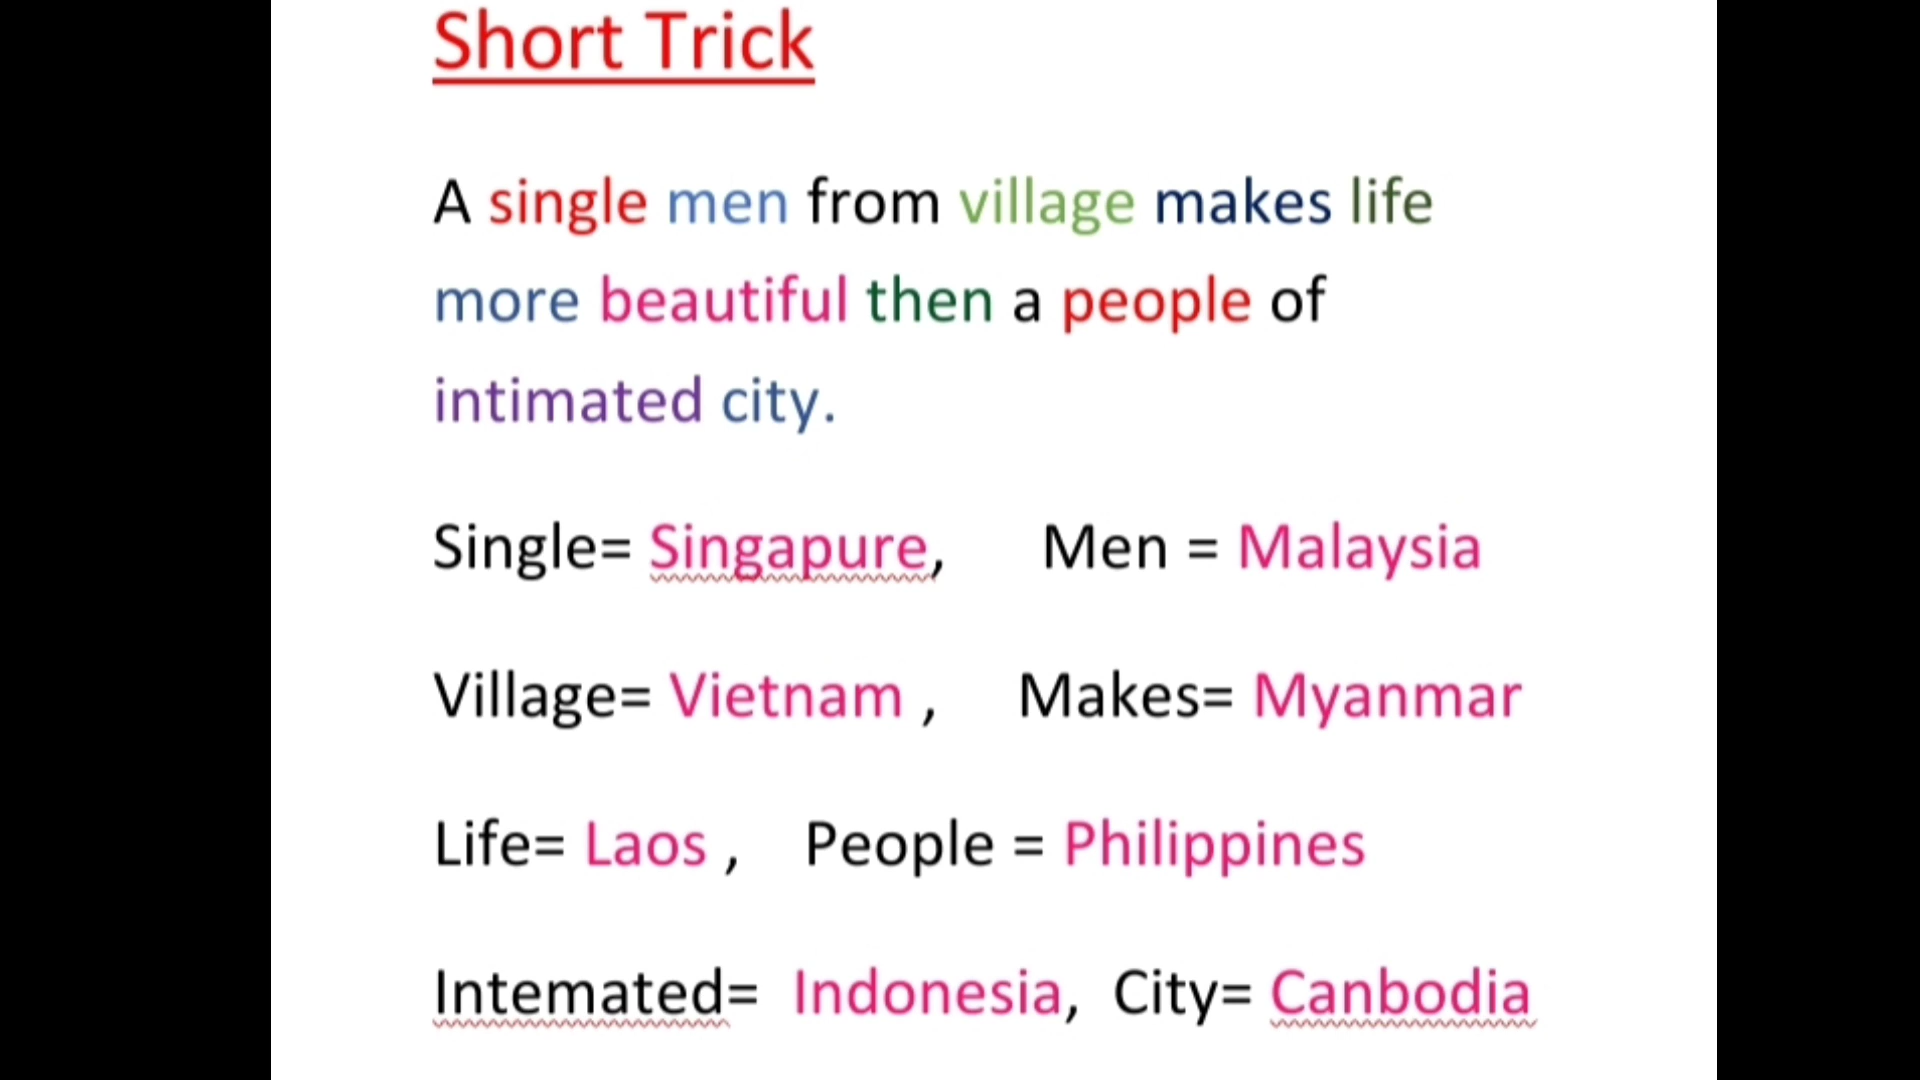 Short Trick
A single men from village makes life
more beautiful then a people of
intimated city.
Single= Singapure, Men = Malaysia
Village= Vietnam , Makes= Myanmar
Life= Laos , People = Philippines
Intemated= Indonesia, City= Canbodia